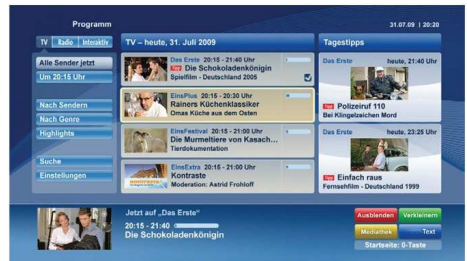 Programm
31.07.09 | 20:20
TV Radio Interaktiv
Alle Sender jetzt
Um 20:15 Uhr
Nach Sendern
Nach Genre
Highlights
Suche
Einstellungen
TV – heute, 31. Juli 2009
Das Erste 20:15 - 21:40 Uhr
Tipp Die Schokoladenkönigin
Spielfilm - Deutschland 2005
EinsPlus 20:15 - 20:30 Uhr
Rainers Küchenklassiker
Omas Küche aus dem Osten
EinsFestival 20:15 - 21:00 Uhr
Die Murmeltiere von Kasach...
Tierdokumentation
EinsExtra 20:15 - 21:00 Uhr
Kontraste
Moderation: Astrid Frohloff
Tagestipps
Das Erste heute, 21:40 Uhr
Tipp Polizeiruf 110
Bei Klingelzeichen Mord
Das Erste heute, 23:25 Uhr
Tipp Einfach raus
Fernsehfilm - Deutschland 1999
Jetzt auf „Das Erste“
20:15 - 21:40
Die Schokoladenkönigin
Ausblenden Verkleinern
Mediathek Text
Startseite: 0-Taste